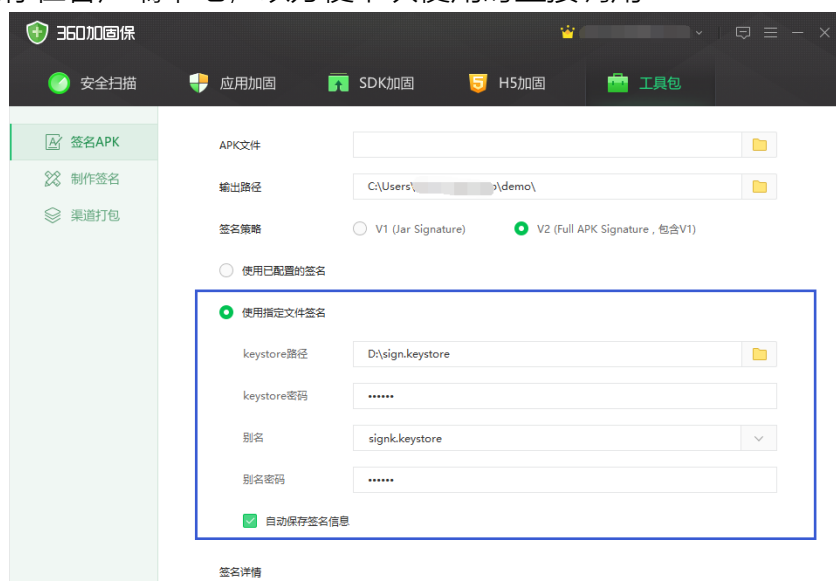 360加固保
安全扫描 应用加固 SDK加固 H5加固 工具包
签名APK
制作签名
渠道打包
APK文件
输出路径 C:\Users\ \demo\
签名策略 V1 (Jar Signature) V2 (Full APK Signature , 包含V1)
使用已配置的签名
使用指定文件签名
keystore路径 D:\sign.keystore
keystore密码 ••••••
别名 signk.keystore
别名密码 ••••••
自动保存签名信息
签名详情